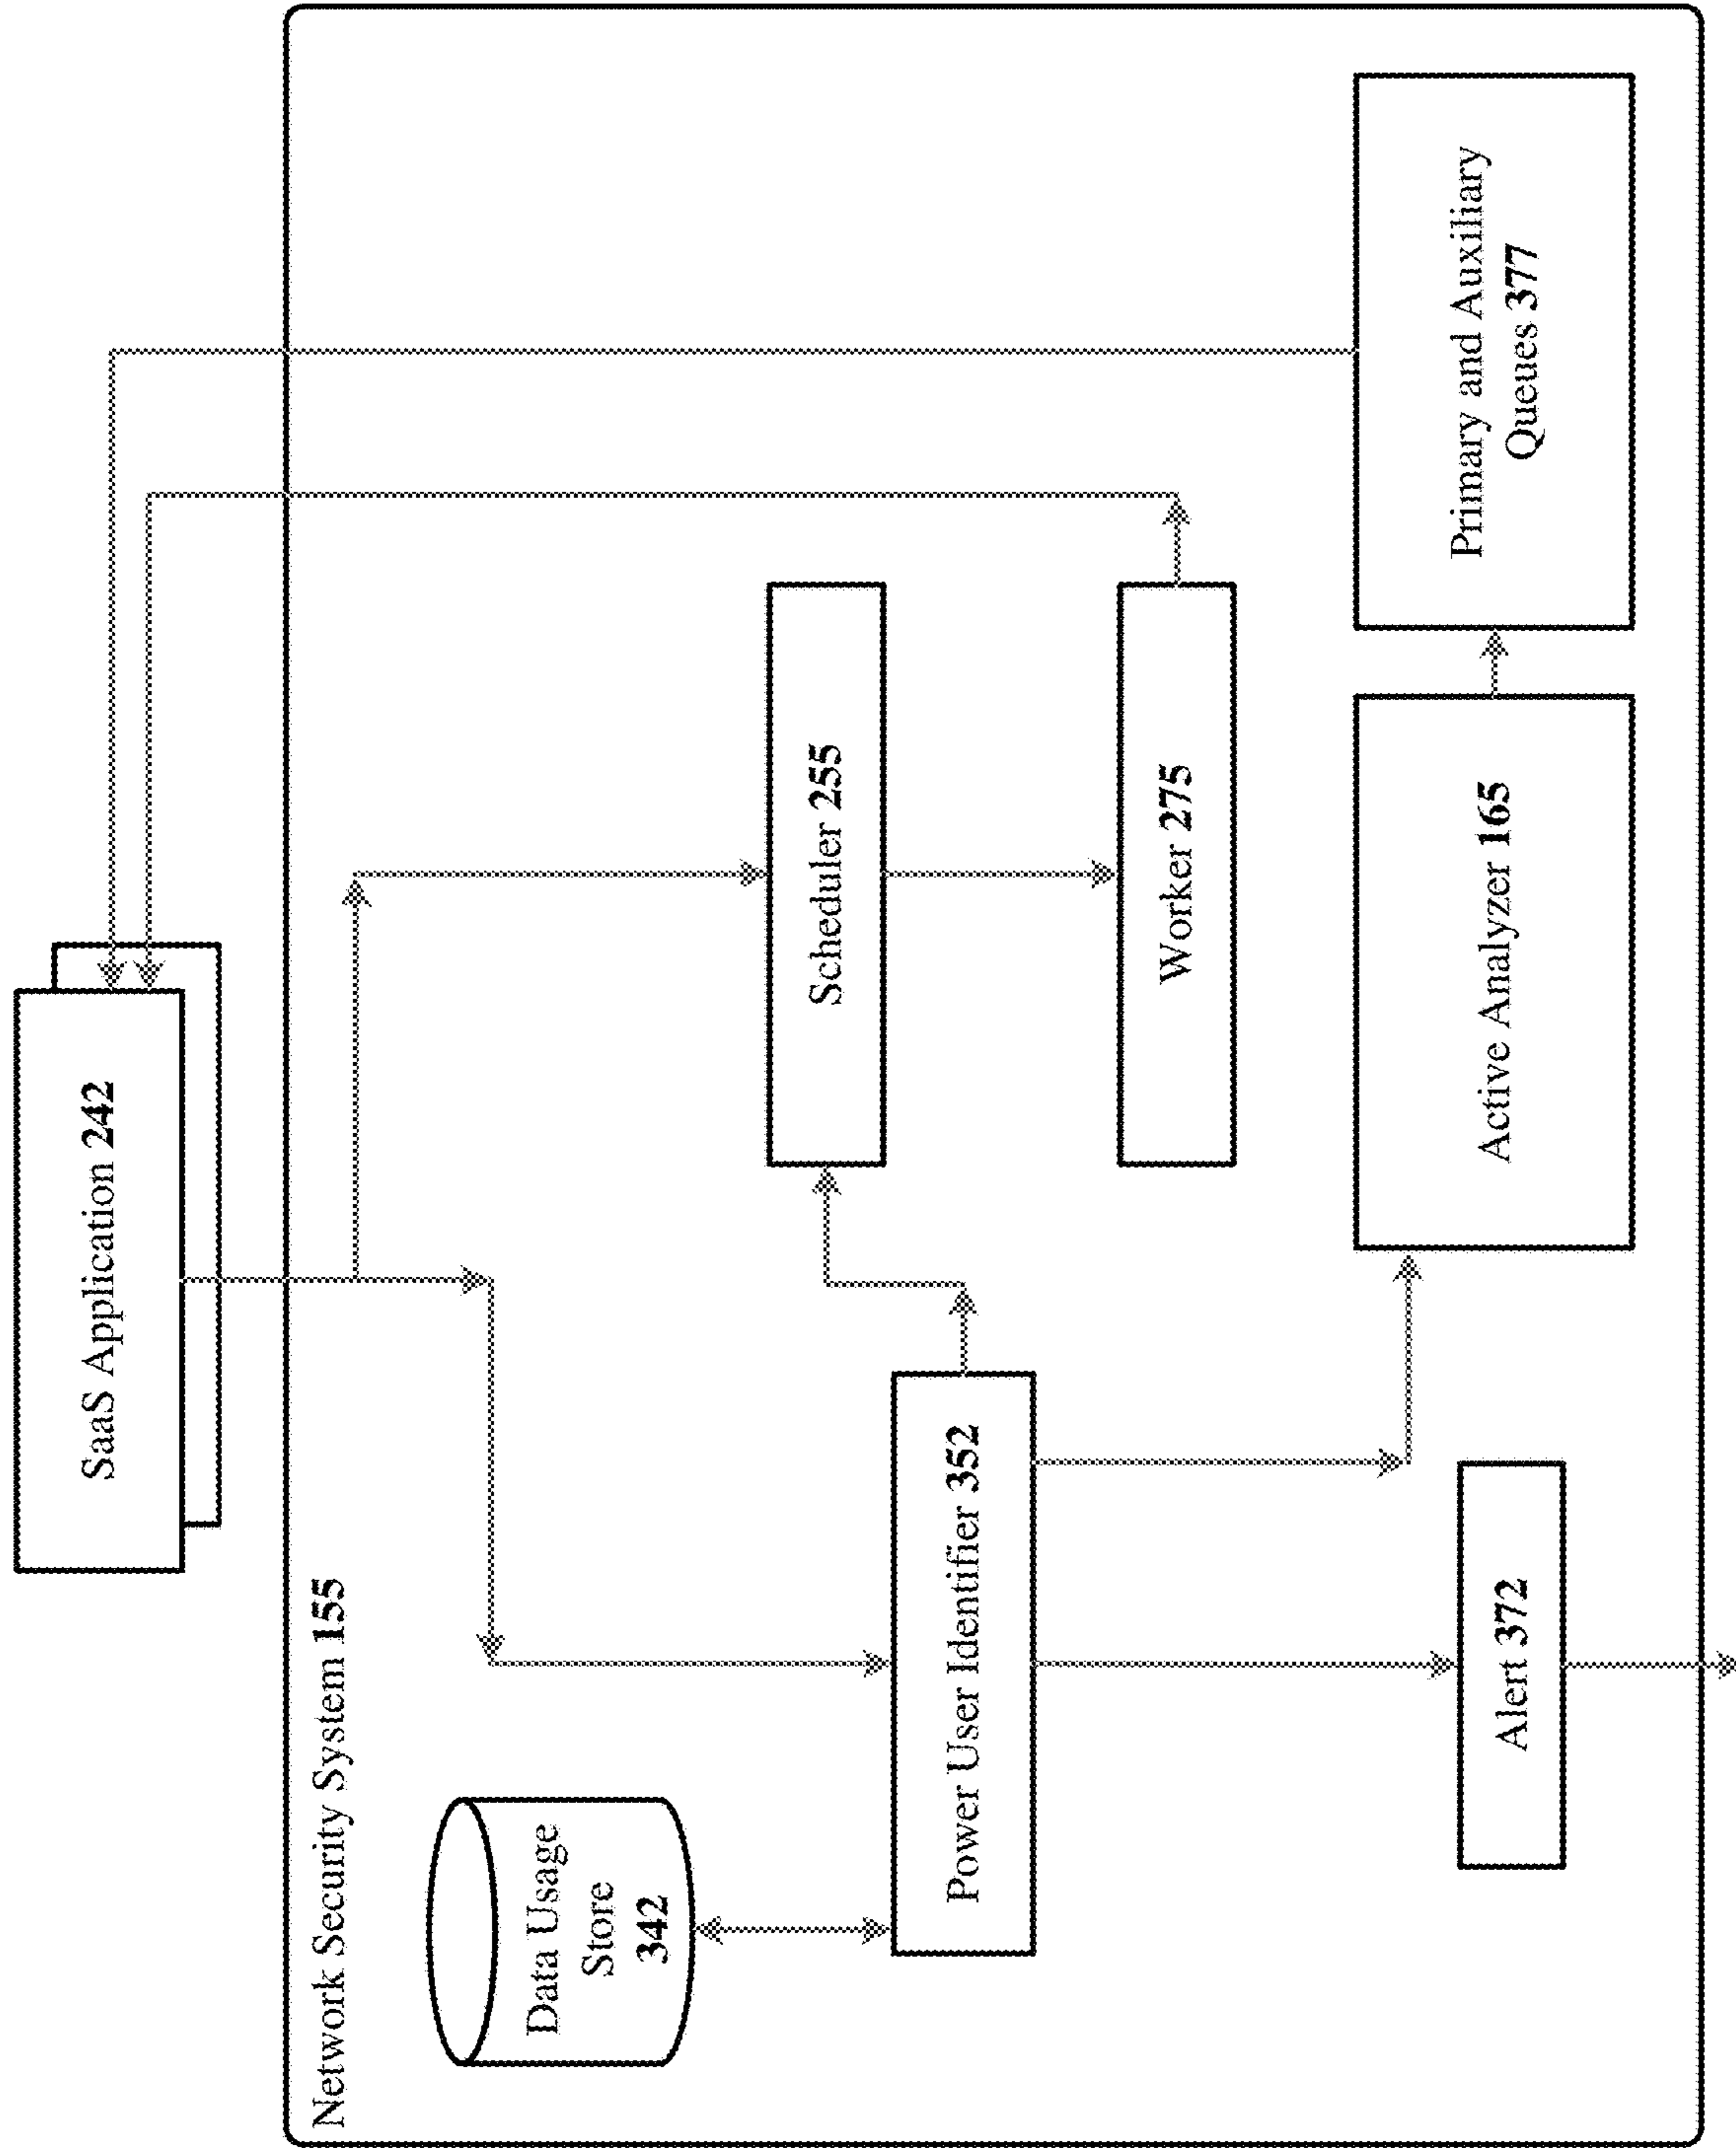 SaaS Application 242
Network Security System 155
Data Usage
Store
342
Scheduler 255
Power User Identifier 352
Worker 275
Alert 372
Active Analyzer 165
Primary and Auxiliary
Queues 377